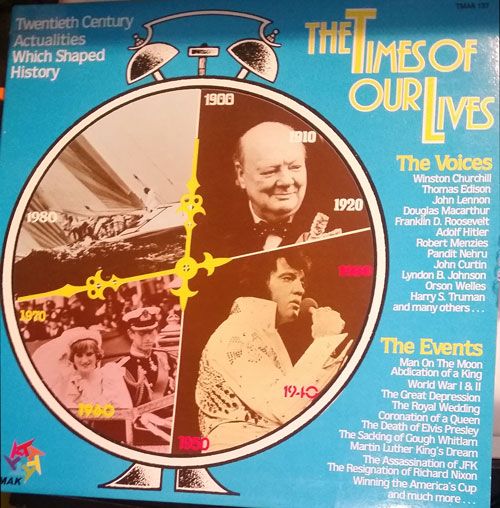 Twentieth Century
Actualities
Which Shaped
History
TMAK 137
THE TIMES OF
OUR LIVES
1900
1910
1920
1930
1940
1950
1960
1970
1980
The Voices
Winston Churchill
Thomas Edison
John Lennon
Douglas Macarthur
Franklin D. Roosevelt
Adolf Hitler
Robert Menzies
Pandit Nehru
John Curtin
Lyndon B. Johnson
Orson Welles
Harry S. Truman
and many others . . .
The Events
Man On The Moon
Abdication of a King
World War I & II
The Great Depression
The Royal Wedding
Coronation of a Queen
The Death of Elvis Presley
The Sacking of Gough Whitlam
Martin Luther King's Dream
The Assassination of JFK
The Resignation of Richard Nixon
Winning the America's Cup
and much more . . .
MAK